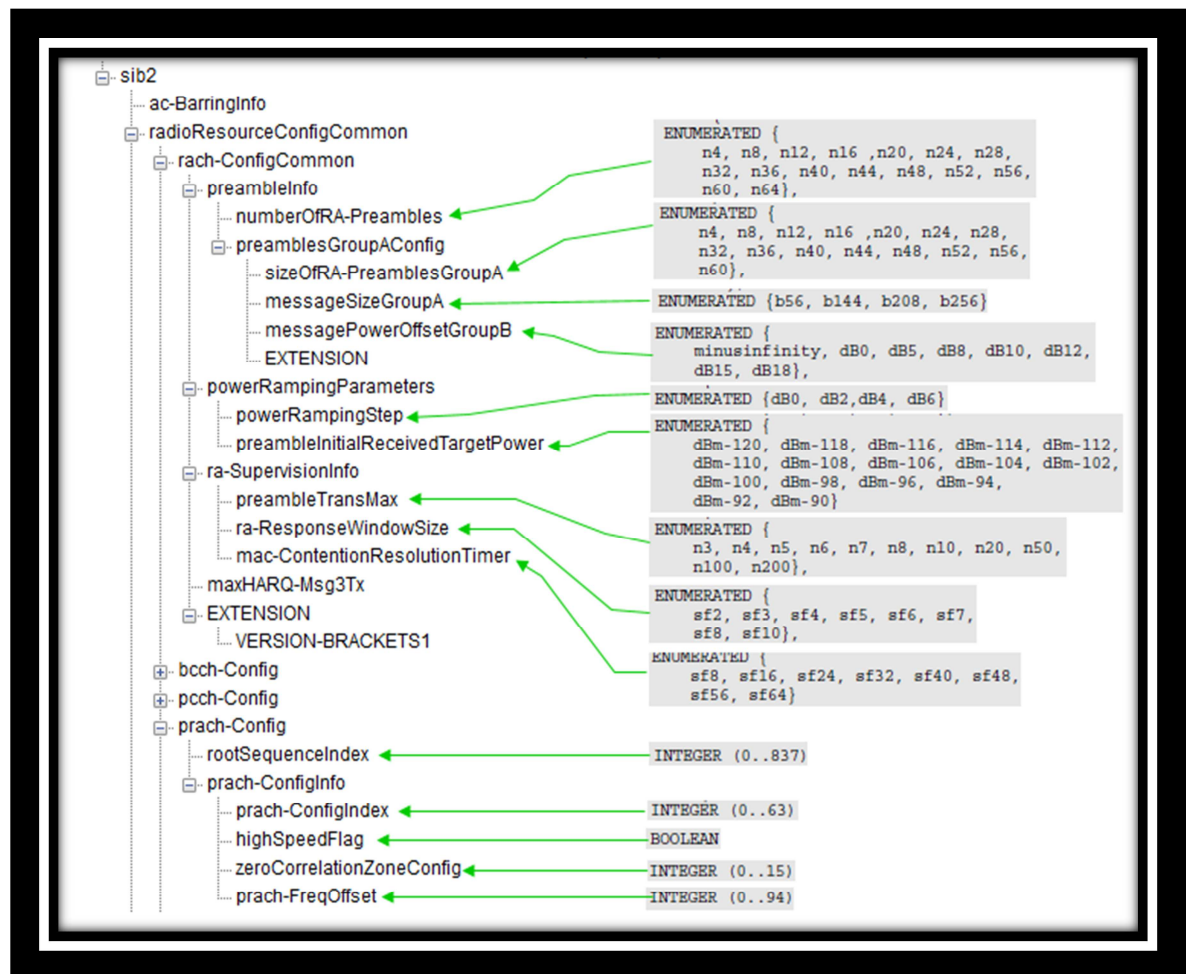 sib2
ac-BarringInfo
radioResourceConfigCommon
rach-ConfigCommon
preambleInfo
numberOfRA-Preambles
preamblesGroupAConfig
sizeOfRA-PreamblesGroupA
messageSizeGroupA
messagePowerOffsetGroupB
EXTENSION
powerRampingParameters
powerRampingStep
preambleInitialReceivedTargetPower
ra-SupervisionInfo
preambleTransMax
ra-ResponseWindowSize
mac-ContentionResolutionTimer
maxHARQ-Msg3Tx
EXTENSION
VERSION-BRACKETS1
bcch-Config
pcch-Config
prach-Config
rootSequenceIndex
prach-ConfigInfo
prach-ConfigIndex
highSpeedFlag
zeroCorrelationZoneConfig
prach-FreqOffset
ENUMERATED {
n4, n8, n12, n16 ,n20, n24, n28,
n32, n36, n40, n44, n48, n52, n56,
n60, n64},
ENUMERATED {
n4, n8, n12, n16 ,n20, n24, n28,
n32, n36, n40, n44, n48, n52, n56,
n60},
ENUMERATED {b56, b144, b208, b256}
ENUMERATED {
minusinfinity, dB0, dB5, dB8, dB10, dB12,
dB15, dB18},
ENUMERATED {dB0, dB2,dB4, dB6}
ENUMERATED {
dBm-120, dBm-118, dBm-116, dBm-114, dBm-112,
dBm-110, dBm-108, dBm-106, dBm-104, dBm-102,
dBm-100, dBm-98, dBm-96, dBm-94,
dBm-92, dBm-90}
ENUMERATED {
n3, n4, n5, n6, n7, n8, n10, n20, n50,
n100, n200},
ENUMERATED {
sf2, sf3, sf4, sf5, sf6, sf7,
sf8, sf10},
ENUMERATED {
sf8, sf16, sf24, sf32, sf40, sf48,
sf56, sf64}
INTEGER (0..837)
INTEGER (0..63)
BOOLEAN
INTEGER (0..15)
INTEGER (0..94)